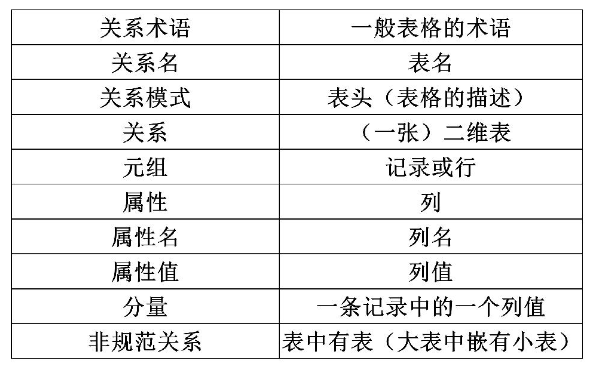 关系术语 一般表格的术语
关系名 表名
关系模式 表头（表格的描述）
关系 （一张）二维表
元组 记录或行
属性 列
属性名 列名
属性值 列值
分量 一条记录中的一个列值
非规范关系 表中有表（大表中嵌有小表）